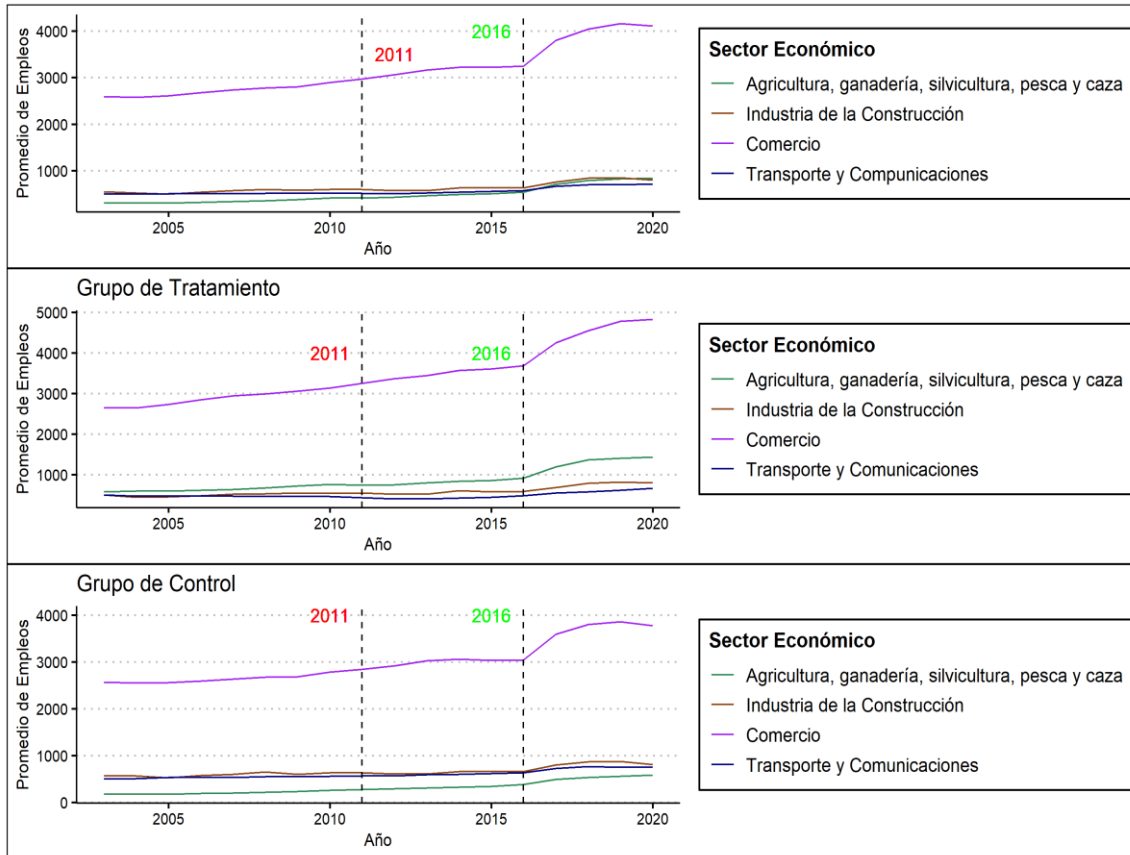 4000
3000
2000
1000
Promedio de Empleos
2011
2016
2005
2010
2015
2020
Año
Sector Económico
Agricultura, ganadería, silvicultura, pesca y caza
Industria de la Construcción
Comercio
Transporte y Compunicaciones
Grupo de Tratamiento
5000
4000
3000
2000
1000
Promedio de Empleos
2011
2016
2005
2010
2015
2020
Año
Sector Económico
Agricultura, ganadería, silvicultura, pesca y caza
Industria de la Construcción
Comercio
Transporte y Comunicaciones
Grupo de Control
4000
3000
2000
1000
0
Promedio de Empleos
2011
2016
2005
2010
2015
2020
Año
Sector Económico
Agricultura, ganadería, silvicultura, pesca y caza
Industria de la Construcción
Comercio
Transporte y Comunicaciones